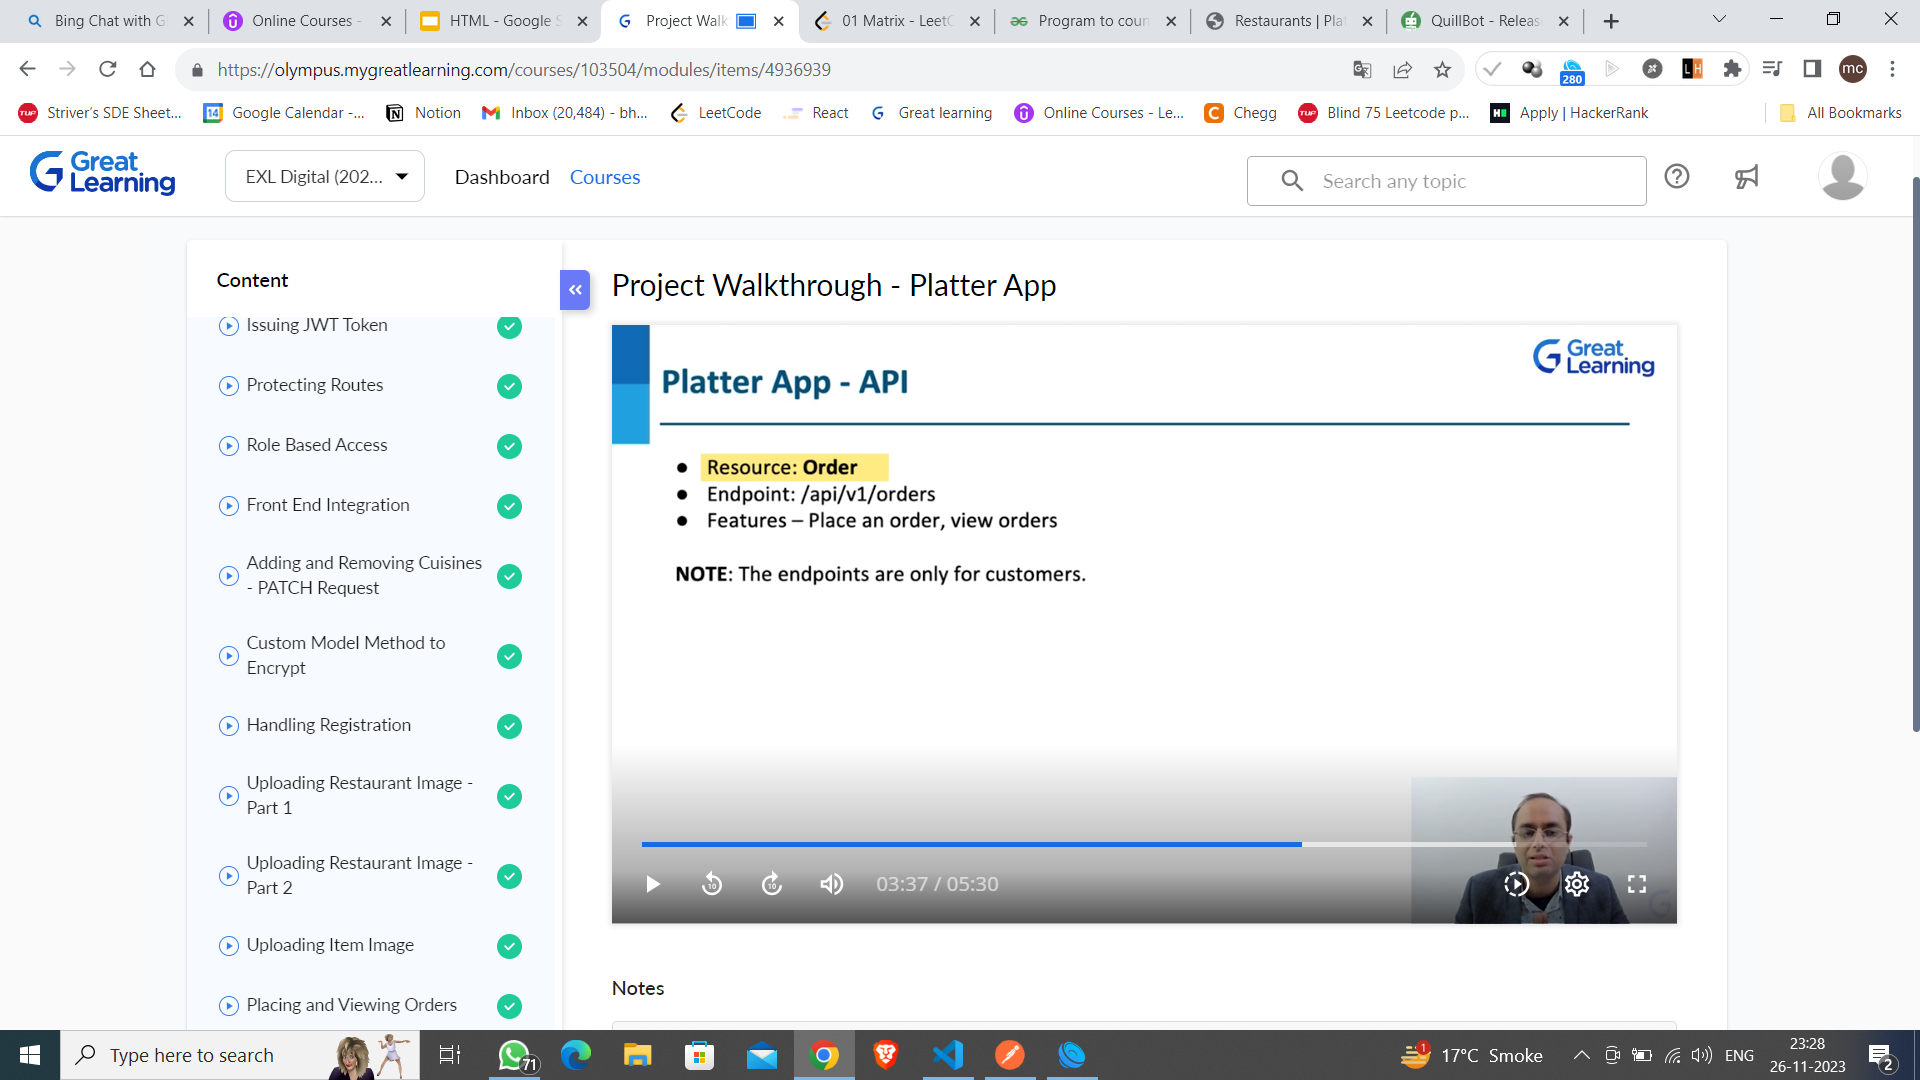 Bing Chat with G
Online Courses -
HTML - Google S
Project Walk
01 Matrix - LeetC
Program to coun
Restaurants | Plat
QuillBot - Releas
https://olympus.mygreatlearning.com/courses/103504/modules/items/4936939
280
LH
mc
TUF Striver's SDE Sheet...
14 Google Calendar -...
Notion
Inbox (20,484) - bh...
LeetCode
React
Great learning
Online Courses - Le...
C Chegg
TUF Blind 75 Leetcode p...
Apply | HackerRank
All Bookmarks
Great
Learning
EXL Digital (202...
Dashboard
Courses
Search any topic
Content
Issuing JWT Token
Protecting Routes
Role Based Access
Front End Integration
Adding and Removing Cuisines
- PATCH Request
Custom Model Method to
Encrypt
Handling Registration
Uploading Restaurant Image -
Part 1
Uploading Restaurant Image -
Part 2
Uploading Item Image
Placing and Viewing Orders
Project Walkthrough - Platter App
Great
Learning
Platter App - API
● Resource: Order
● Endpoint: /api/v1/orders
● Features – Place an order, view orders
NOTE: The endpoints are only for customers.
10
10
03:37 / 05:30
Notes
Type here to search
71
1
17°C Smoke
ENG
23:28
26-11-2023
2